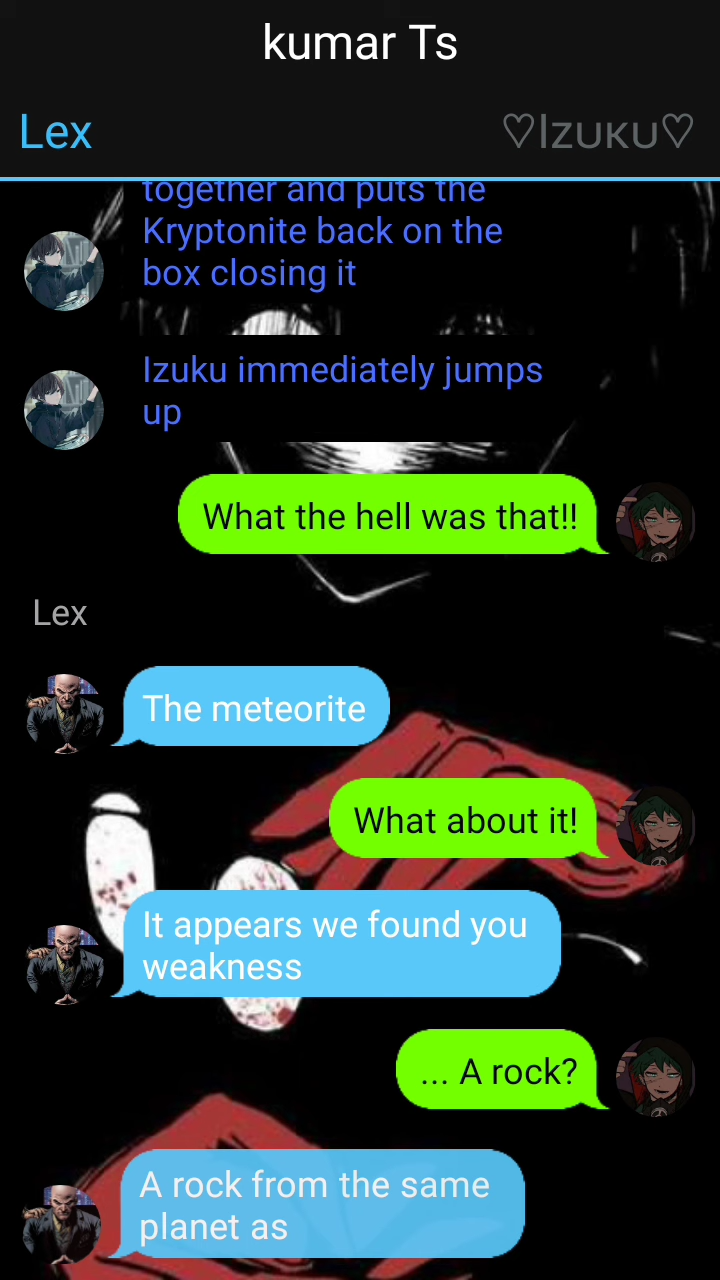 kumar Ts
Lex
♡Izuku♡
together and puts the
Kryptonite back on the
box closing it
Izuku immediately jumps
up
What the hell was that!!
Lex
The meteorite
What about it!
It appears we found you
weakness
... A rock?
A rock from the same
planet as